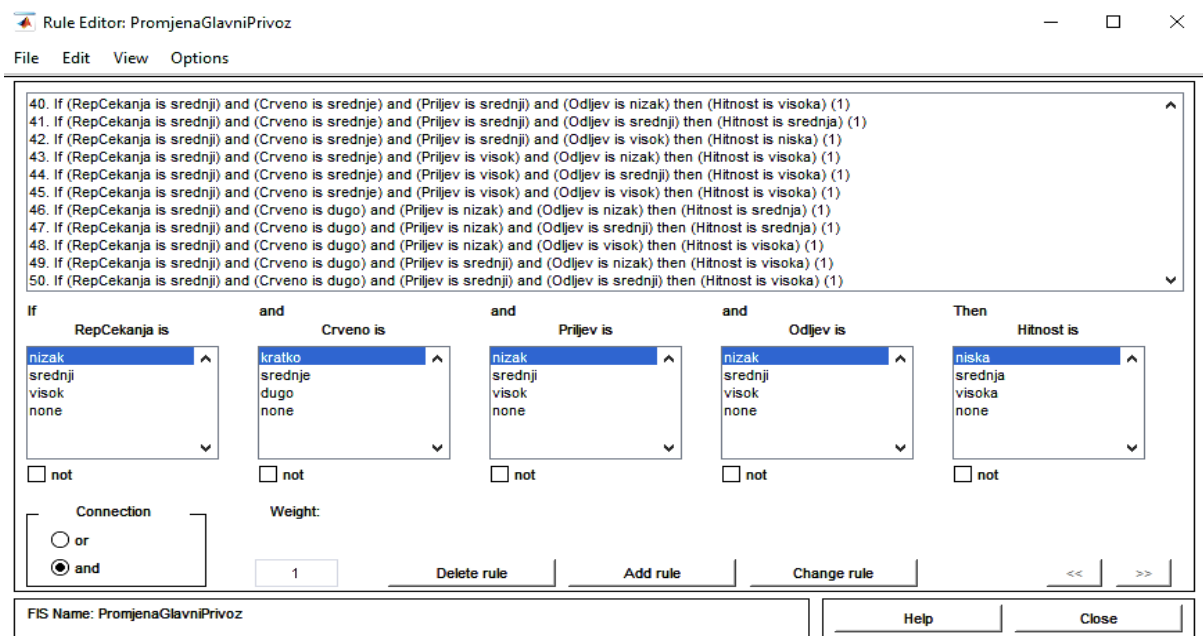 Rule Editor: PromjenaGlavniPrivoz
File Edit View Options
40. If (RepCekanja is srednji) and (Crveno is srednje) and (Priljev is srednji) and (Odljev is nizak) then (Hitnost is visoka) (1)
41. If (RepCekanja is srednji) and (Crveno is srednje) and (Priljev is srednji) and (Odljev is srednji) then (Hitnost is srednja) (1)
42. If (RepCekanja is srednji) and (Crveno is srednje) and (Priljev is srednji) and (Odljev is visok) then (Hitnost is niska) (1)
43. If (RepCekanja is srednji) and (Crveno is srednje) and (Priljev is visok) and (Odljev is nizak) then (Hitnost is visoka) (1)
44. If (RepCekanja is srednji) and (Crveno is srednje) and (Priljev is visok) and (Odljev is srednji) then (Hitnost is visoka) (1)
45. If (RepCekanja is srednji) and (Crveno is srednje) and (Priljev is visok) and (Odljev is visok) then (Hitnost is visoka) (1)
46. If (RepCekanja is srednji) and (Crveno is dugo) and (Priljev is nizak) and (Odljev is nizak) then (Hitnost is srednja) (1)
47. If (RepCekanja is srednji) and (Crveno is dugo) and (Priljev is nizak) and (Odljev is srednji) then (Hitnost is srednja) (1)
48. If (RepCekanja is srednji) and (Crveno is dugo) and (Priljev is nizak) and (Odljev is visok) then (Hitnost is visoka) (1)
49. If (RepCekanja is srednji) and (Crveno is dugo) and (Priljev is srednji) and (Odljev is nizak) then (Hitnost is visoka) (1)
50. If (RepCekanja is srednji) and (Crveno is dugo) and (Priljev is srednji) and (Odljev is srednji) then (Hitnost is visoka) (1)
If and and and Then
RepCekanja is Crveno is Priljev is Odljev is Hitnost is
nizak kratko nizak nizak niska
srednji srednje srednji srednji srednja
visok dugo visok visok visoka
none none none none none
not not not not not
Connection Weight:
or
and 1 Delete rule Add rule Change rule << >>
FIS Name: PromjenaGlavniPrivoz Help Close